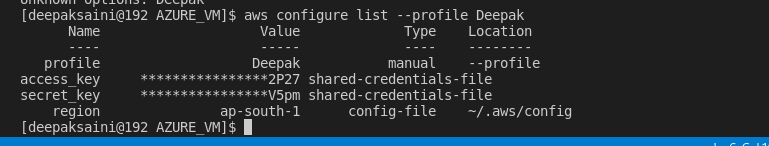 Unknown options: Deepak
[deepaksaini@192 AZURE_VM]$ aws configure list --profile Deepak
Name Value Type Location
---- ----- ---- --------
profile Deepak manual --profile
access_key ****************2P27 shared-credentials-file
secret_key ****************V5pm shared-credentials-file
region ap-south-1 config-file ~/.aws/config
[deepaksaini@192 AZURE_VM]$